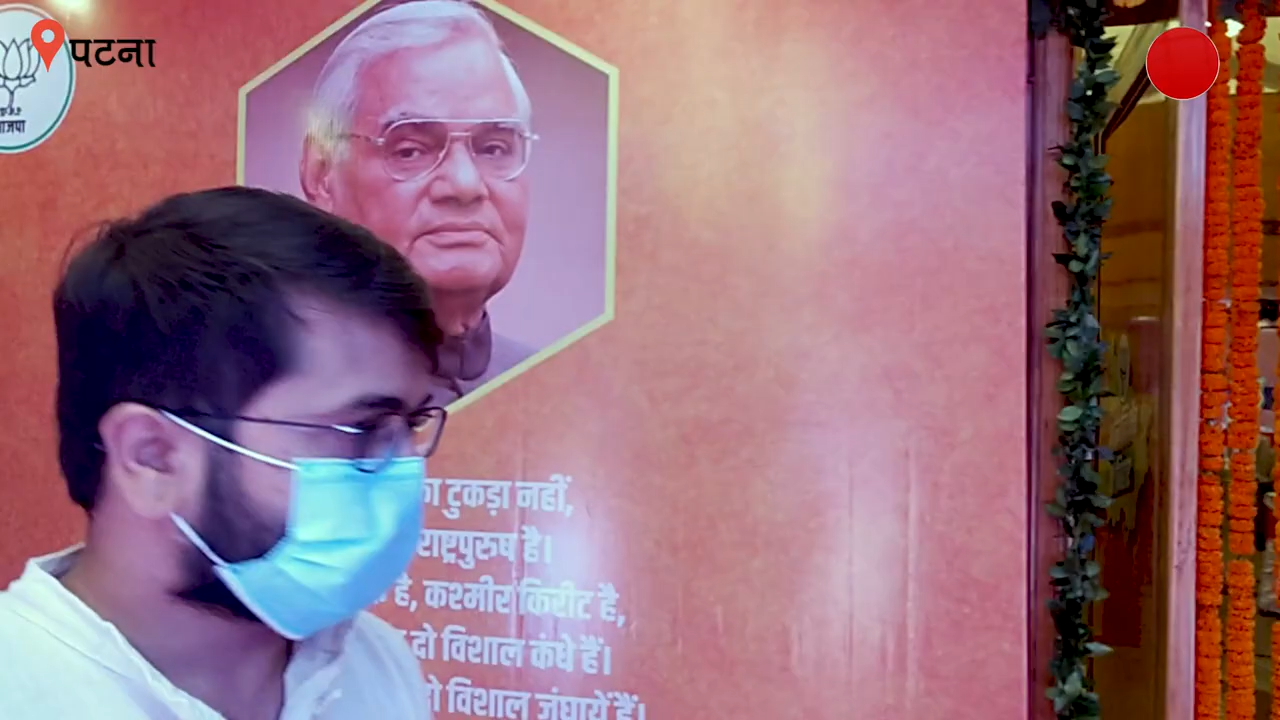 पटना
टुकड़ा नहीं,
राष्ट्रपुरुष है।
है, कश्मीर किरीट है,
दो विशाल कंधे हैं।
दो विशाल जंघायें हैं।